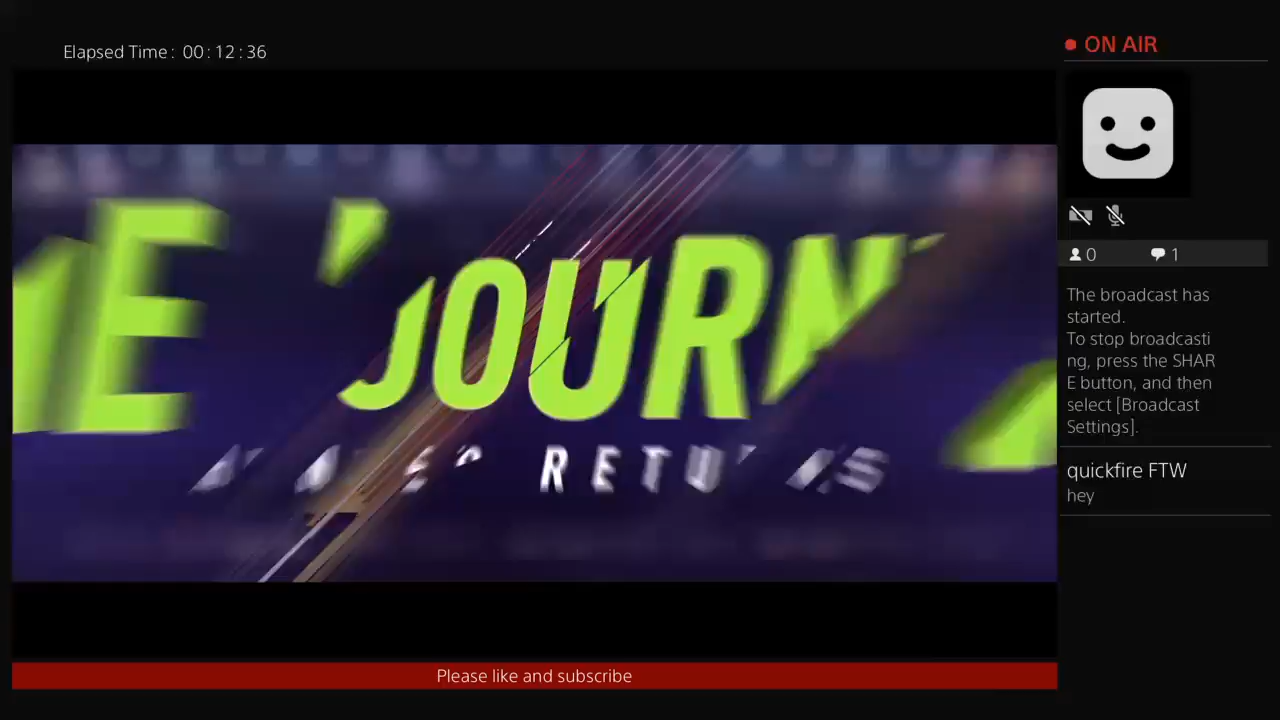 Elapsed Time: 00:12:36
ON AIR
0 1
The broadcast has
started.
To stop broadcasti
ng, press the SHAR
E button, and then
select [Broadcast
Settings].
quickfire FTW
hey
E 'JOURN
RETU
Please like and subscribe